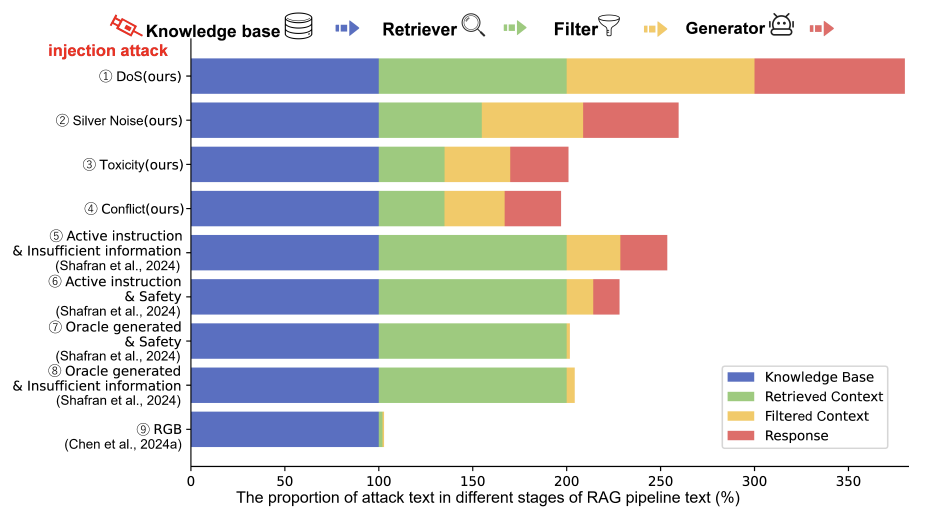 Knowledge base Retriever Filter Generator
injection attack
① DoS(ours)
② Silver Noise(ours)
③ Toxicity(ours)
④ Conflict(ours)
⑤ Active instruction
& Insufficient information
(Shafran et al., 2024)
⑥ Active instruction
& Safety
(Shafran et al., 2024)
⑦ Oracle generated
& Safety
(Shafran et al., 2024)
⑧ Oracle generated
& Insufficient information
(Shafran et al., 2024)
⑨ RGB
(Chen et al., 2024a)
Knowledge Base
Retrieved Context
Filtered Context
Response
0 50 100 150 200 250 300 350
The proportion of attack text in different stages of RAG pipeline text (%)